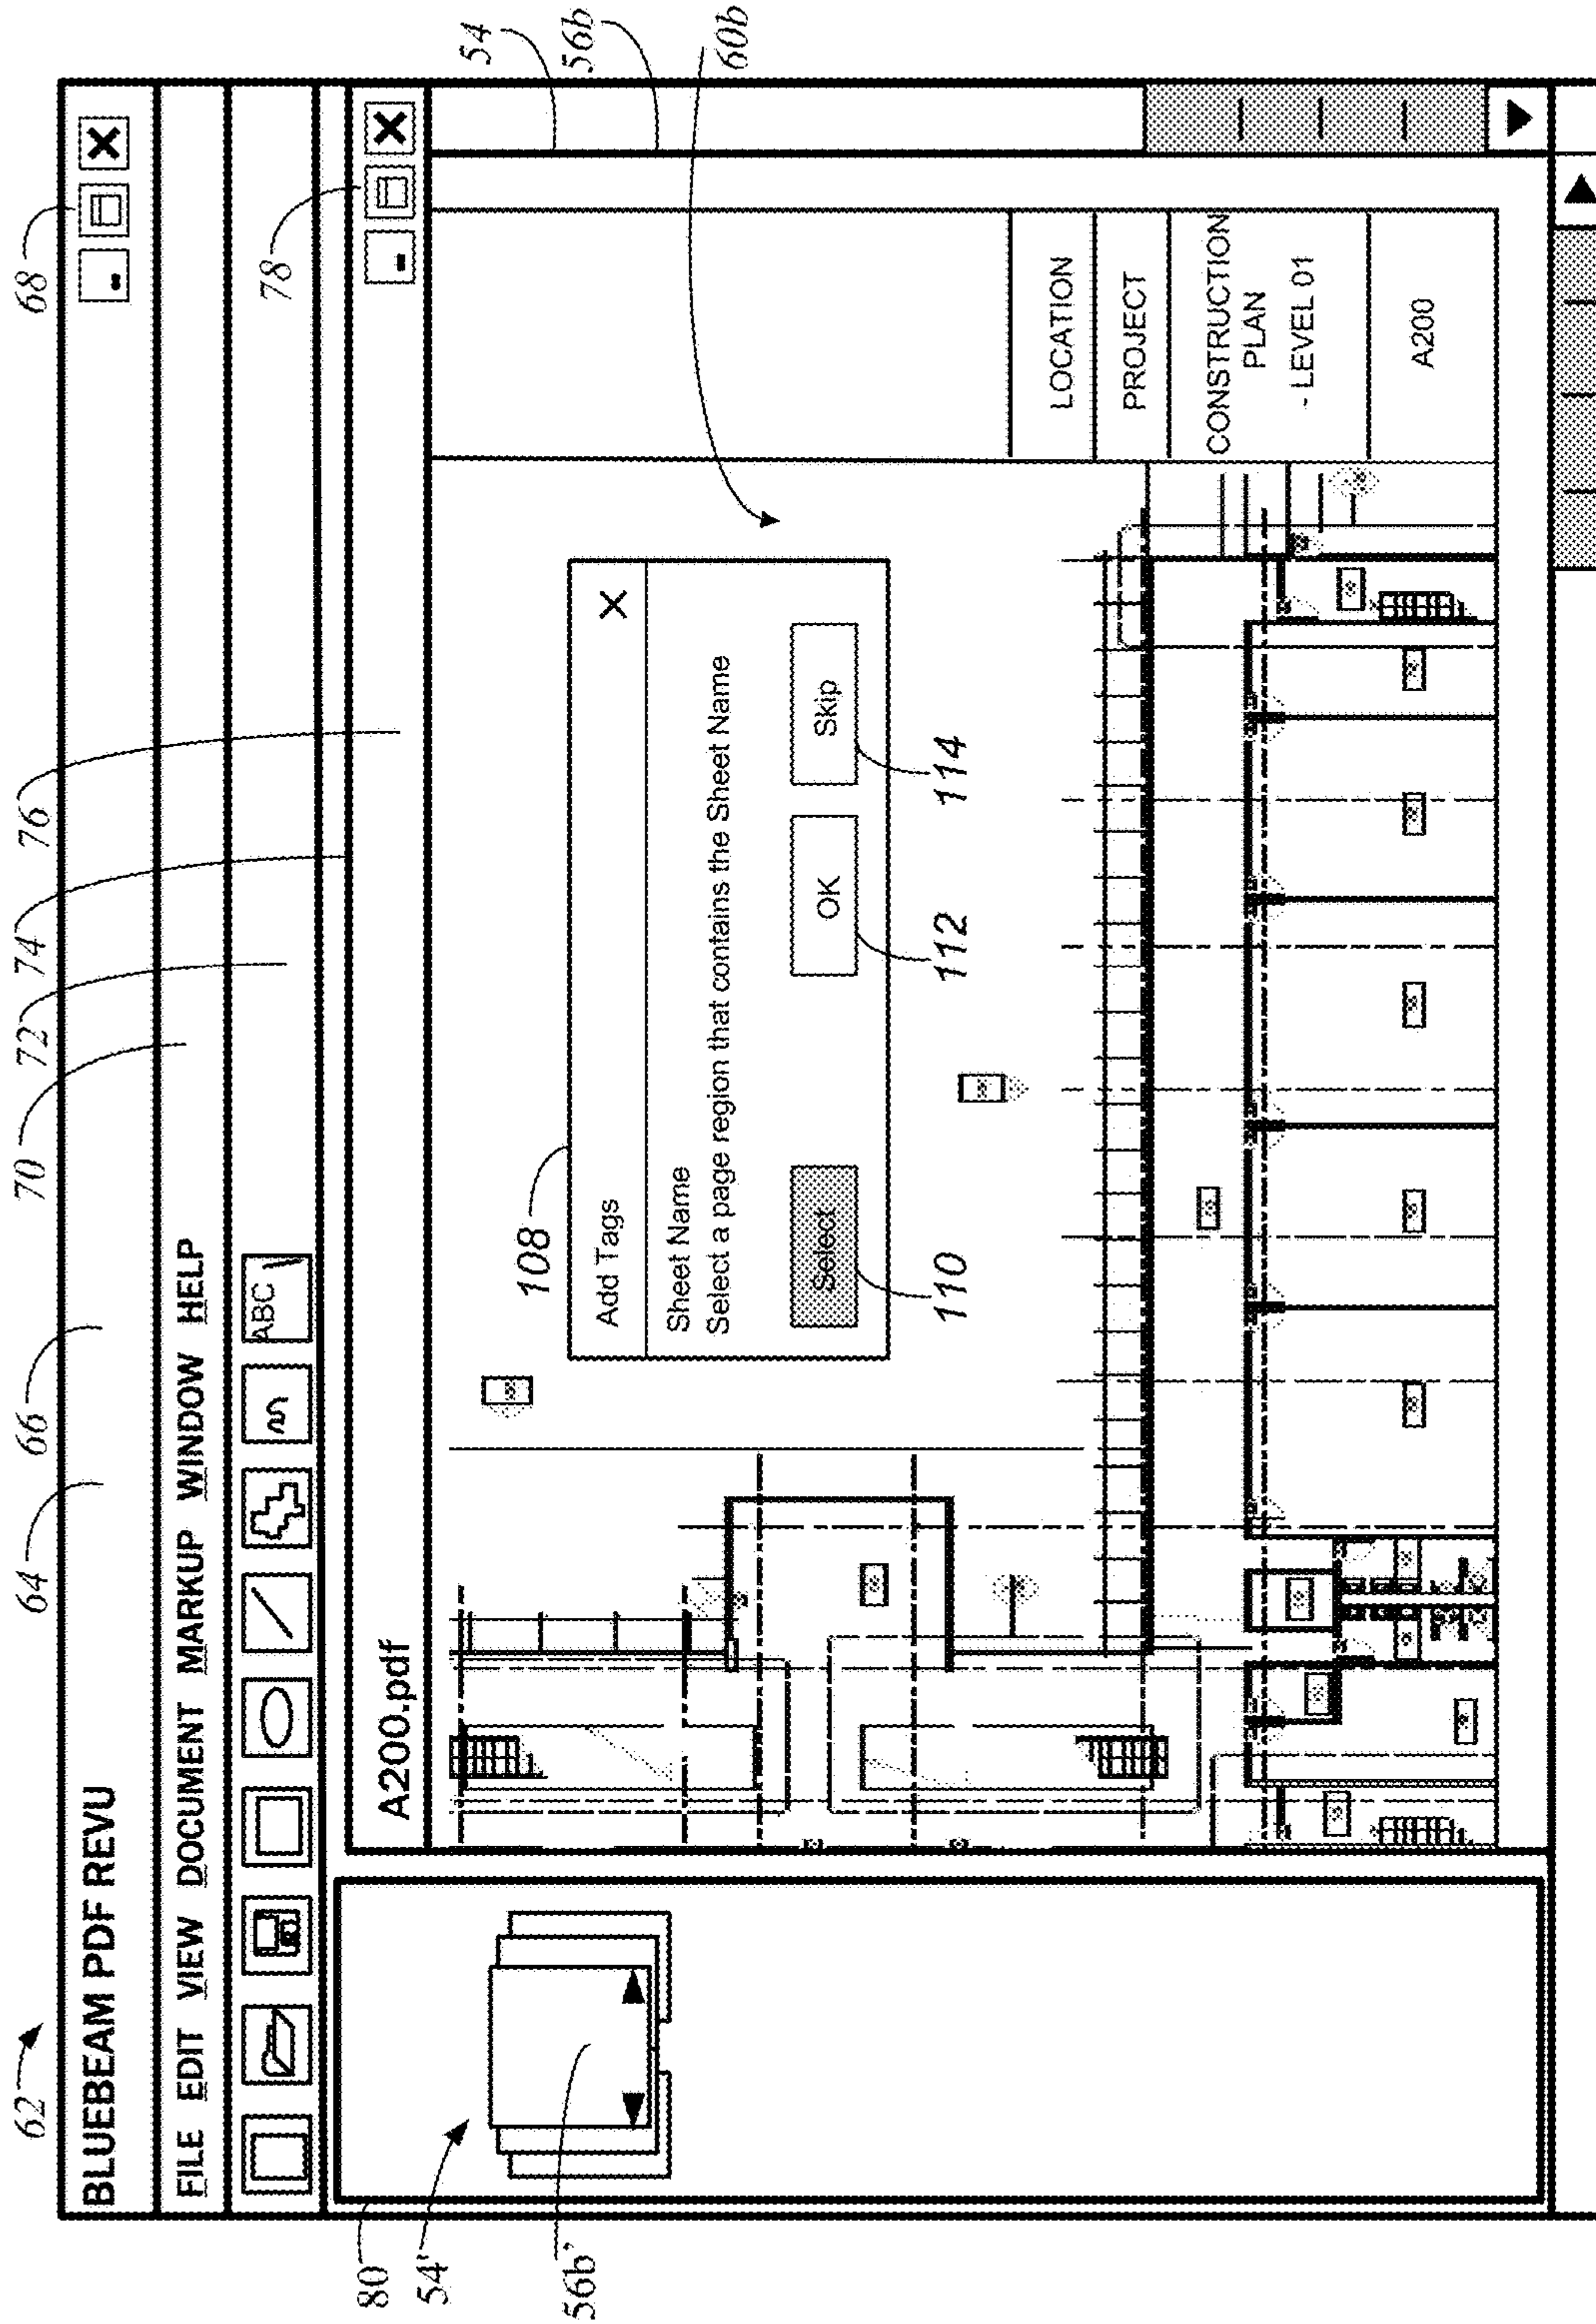 62
64
66
70
72
74
76
68
BLUEBEAM PDF REVU
FILE EDIT VIEW DOCUMENT MARKUP WINDOW HELP
ABC
78
80
54'
56b'
A200.pdf
54
56b
60b
108
Add Tags
Sheet Name
Select a page region that contains the Sheet Name
Select
OK
Skip
110
112
114
LOCATION
PROJECT
CONSTRUCTION
PLAN
- LEVEL 01
A200